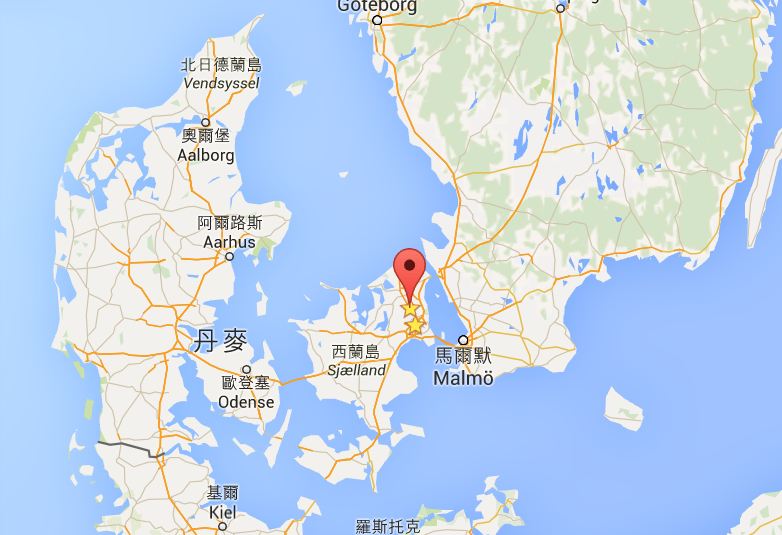 Göteborg
北日德蘭島
Vendsyssel
奧爾堡
Aalborg
阿爾路斯
Aarhus
丹麥
西蘭島
Sjælland
馬爾默
Malmö
歐登塞
Odense
基爾
Kiel
羅斯托克